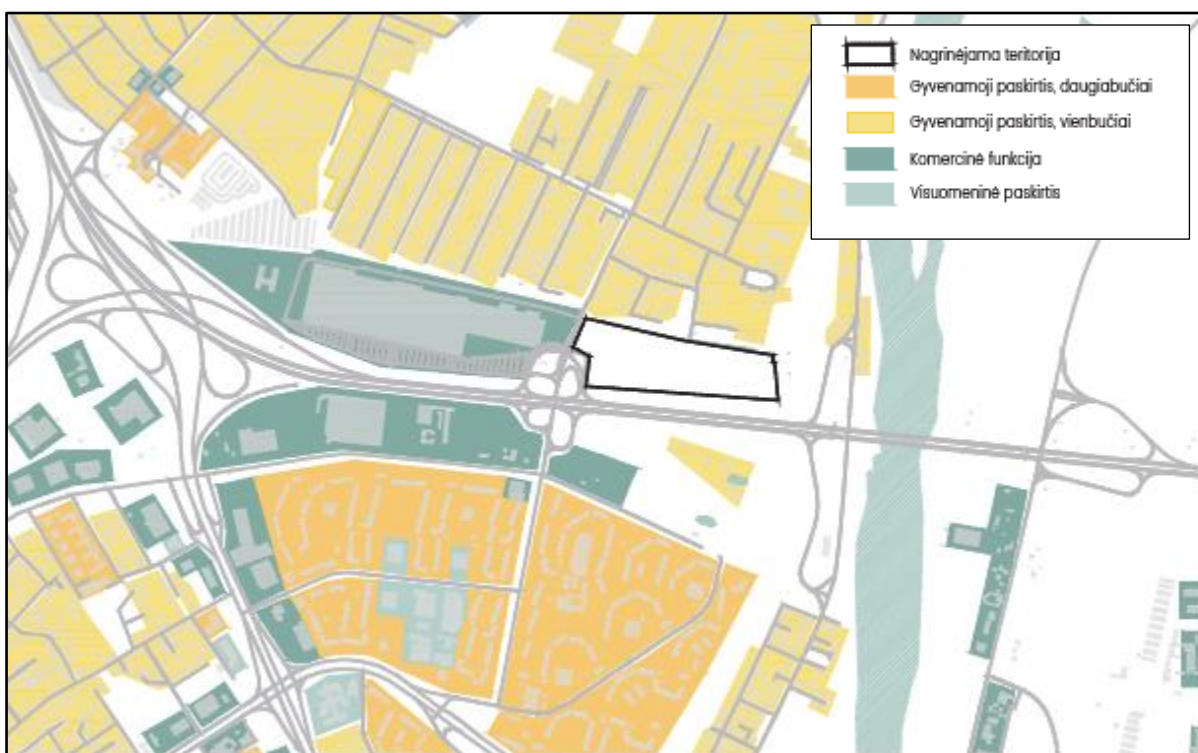 Nagrinėjama teritorija
Gyvenamoji paskirtis, daugiabučiai
Gyvenamoji paskirtis, vienbučiai
Komercinė funkcija
Visuomeninė paskirtis